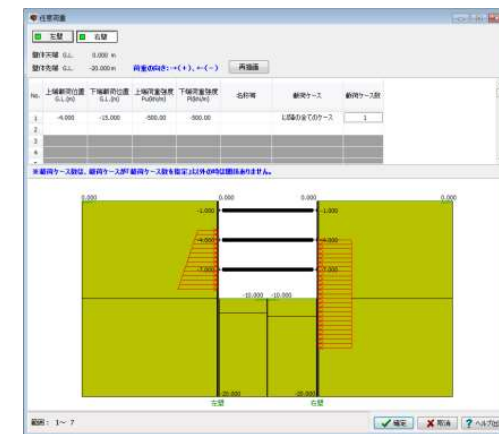 任意荷重
左壁 右壁
壁体天端 G.L. 0.000 m
壁体先端 G.L. -20.000 m 荷重の向き:→(+),←(-) 再描画
No. 上端載荷位置 G.L.(m) 下端載荷位置 G.L.(m) 上端荷重強度 Pu(kN/m) 下端荷重強度 Pl(kN/m) 名称等 載荷ケース 載荷ケース数
1 -4.000 -15.000 -500.00 -500.00 以降の全てのケース 1
2
3
4
※載荷ケース数は、載荷ケースが「載荷ケース数を指定」以外の時は関係ありません。
0.000 0.000 0.000 0.000
-1.000 -1.000
-4.000 -4.000
-7.000 -7.000
-10.000 -10.000
-20.000 -20.000
左壁 右壁
範囲: 1~ 7 確定 取消 ? ヘルプ(H)